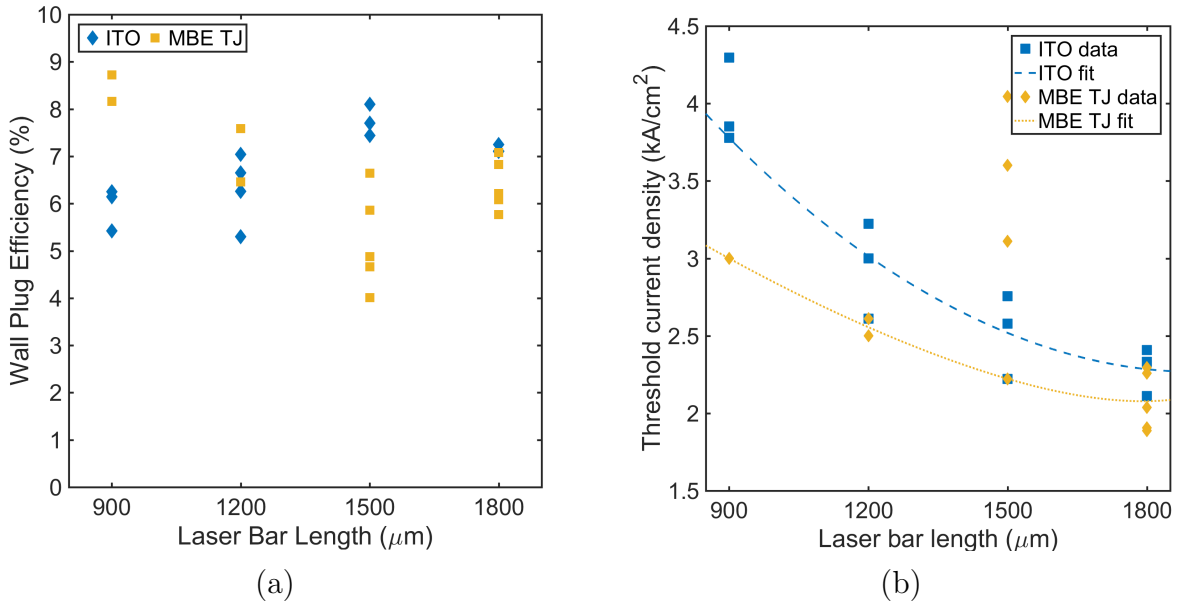 10
9
8
7
6
5
4
3
2
1
0
Wall Plug Efficiency (%)
ITO MBE TJ
900 1200 1500 1800
Laser Bar Length (μm)
(a)
4.5
4
3.5
3
2.5
2
1.5
Threshold current density (kA/cm²)
ITO data
ITO fit
MBE TJ data
MBE TJ fit
900 1200 1500 1800
Laser bar length (μm)
(b)